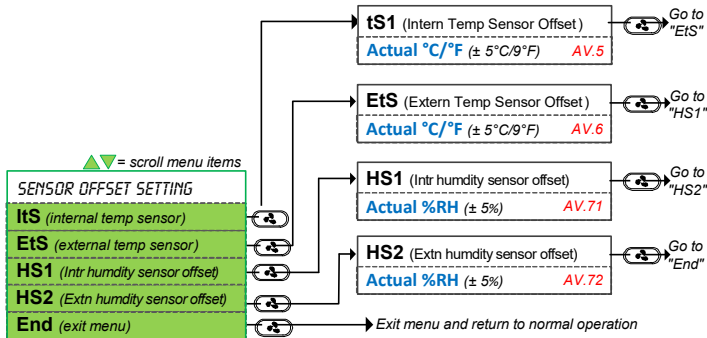 tS1 (Intern Temp Sensor Offset)
Actual °C/°F (± 5°C/9°F) AV.5
Go to
"EtS"
EtS (Extern Temp Sensor Offset )
Actual °C/°F (± 5°C/9°F) AV.6
Go to
"HS1"
HS1 (Intr humdity sensor offset)
Actual %RH (± 5%) AV.71
Go to
"HS2"
HS2 (Extn humdity sensor offset)
Actual %RH (± 5%) AV.72
Go to
"End"
= scroll menu items
SENSOR OFFSET SETTING
ItS (internal temp sensor)
EtS (external temp sensor)
HS1 (Intr humdity sensor offset)
HS2 (Extn humdity sensor offset)
End (exit menu)
Exit menu and return to normal operation